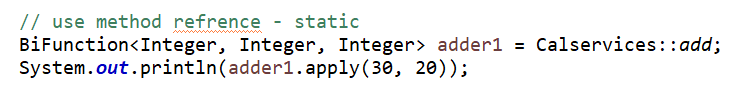 // use method refrence - static
BiFunction<Integer, Integer, Integer> adder1 = Calservices::add;
System.out.println(adder1.apply(30, 20));